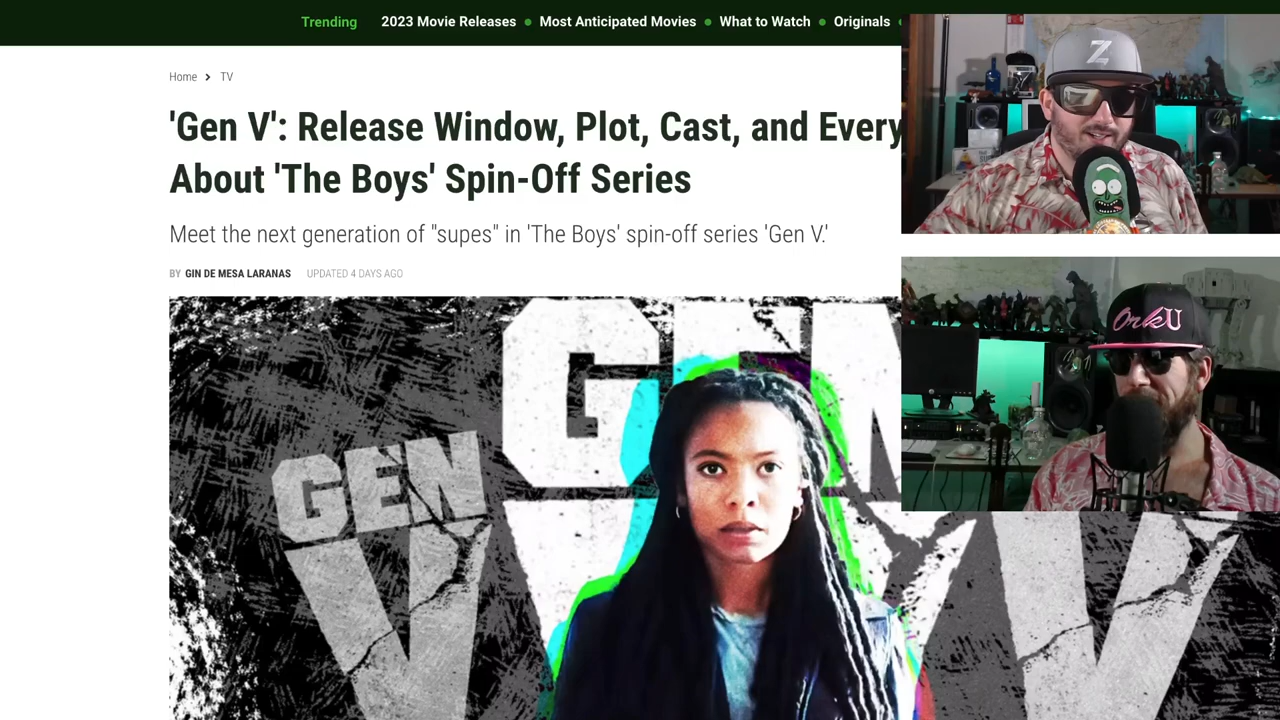 Trending 2023 Movie Releases Most Anticipated Movies What to Watch Originals
Home TV
'Gen V': Release Window, Plot, Cast, and Every
About 'The Boys' Spin-Off Series
Meet the next generation of "supes" in 'The Boys' spin-off series 'Gen V.'
BY GIN DE MESA LARANAS UPDATED 4 DAYS AGO
GEN
V
GEN
V
V
Z
OnkU